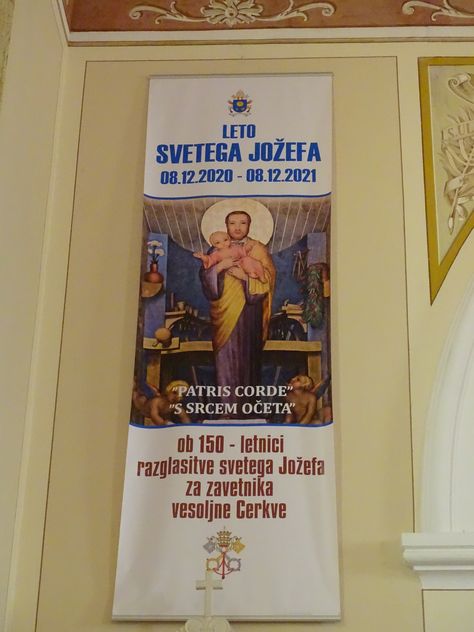 LETO
SVETEGA JOŽEFA
08.12.2020 - 08.12.2021
"PATRIS CORDE"
"S SRCEM OČETA"
ob 150 - letnici
razglasitve svetega Jožefa
za zavetnika
vesoljne Cerkve